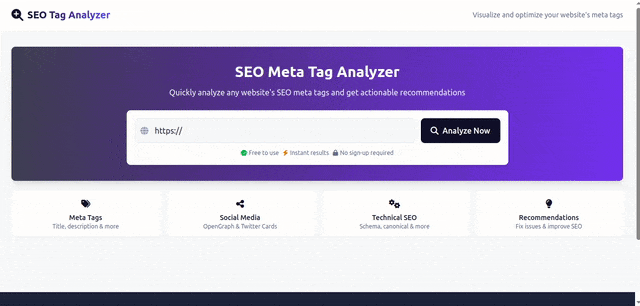 SEO Tag Analyzer
Visualize and optimize your website's meta tags
SEO Meta Tag Analyzer
Quickly analyze any website's SEO meta tags and get actionable recommendations
https://
Analyze Now
Free to use
Instant results
No sign-up required
Meta Tags
Title, description & more
Social Media
OpenGraph & Twitter Cards
Technical SEO
Schema, canonical & more
Recommendations
Fix issues & improve SEO